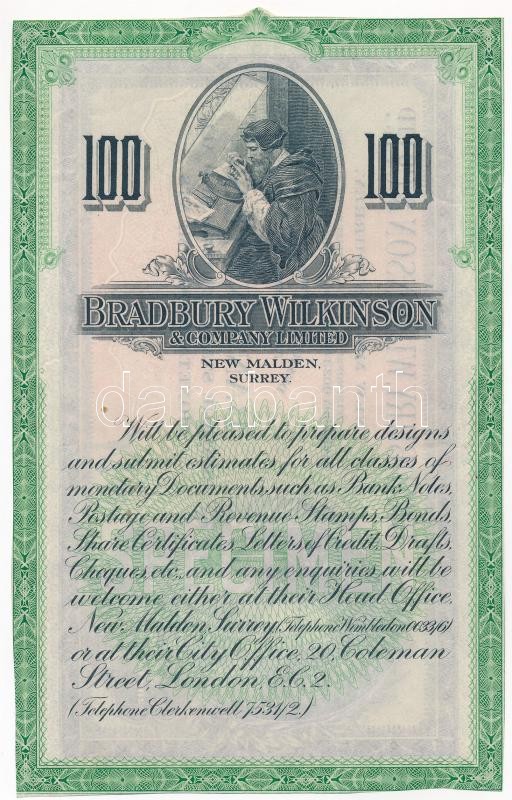 100 100
BRADBURY WILKINSON
& COMPANY LIMITED
NEW MALDEN,
SURREY.
darabanth
Will be pleased to prepare designs
and submit estimates for all classes of
monetary Documents, such as Bank Notes,
Postage and Revenue Stamps, Bonds,
Share Certificates, Letters of Credit, Drafts,
Cheques, etc., and any enquiries will be
welcome either at their Head Office,
New Malden, Surrey, (Telephone Wimbledon 0033/6)
or at their City Office, 20, Coleman
Street, London E.C.2.
(Telephone Clerkenwell 7531/2.)
SPECIMEN